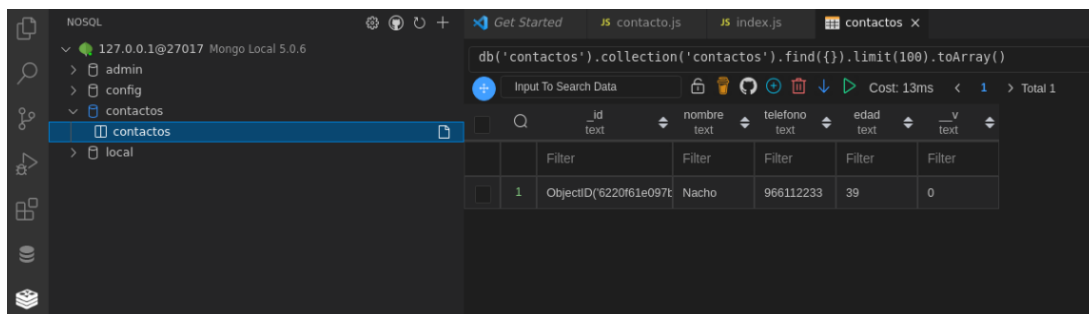 NOSQL
127.0.0.1@27017 Mongo Local 5.0.6
admin
config
contactos
contactos
local
Get Started JS contacto.js JS index.js contactos
db('contactos').collection('contactos').find({}).limit(100).toArray()
Input To Search Data Cost: 13ms 1 Total 1
_id nombre telefono edad __v
text text text text text
Filter Filter Filter Filter Filter
1 ObjectID('6220f61e097b Nacho 966112233 39 0